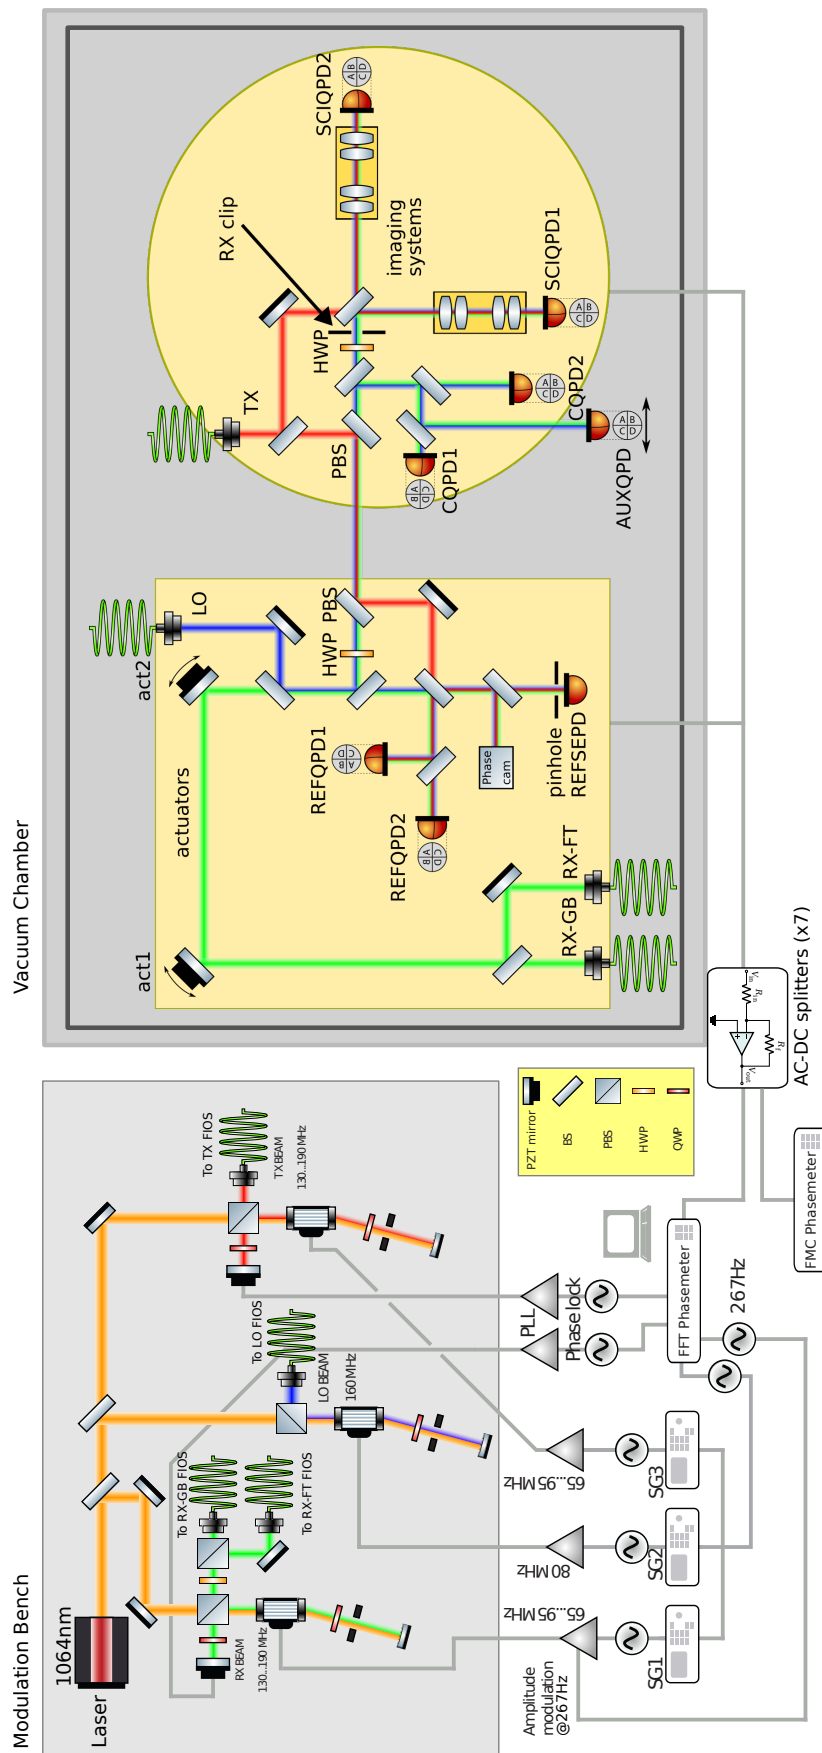 Vacuum Chamber
SCIQPD2
A B
C D
RX clip
imaging
systems
SCIQPD1
A B
C D
HWP
TX
PBS
CQPD2
A B
C D
CQPD1
A B
C D
AUXQPD
A B
C D
LO
act2
HWP
PBS
actuators
REFQPD1
A B
C D
REFQPD2
A B
C D
Phase
cam
pinhole
REFSEPD
act1
RX-GB
RX-FT
Modulation Bench
1064nm
Laser
To TX FIOS
TX BEAM
130...190 MHz
To LO FIOS
LO BEAM
160 MHz
To RX-GB FIOS
To RX-FT FIOS
RX BEAM
130...190 MHz
PZT mirror
BS
PBS
HWP
QWP
Vin
Rin
Rf
Vout
AC-DC splitters (x7)
FMC Phasemeter
FFT Phasemeter
PLL
Phase lock
267Hz
65...95 MHz
SG3
80 MHz
SG2
65...95 MHz
SG1
Amplitude
modulation
@267Hz